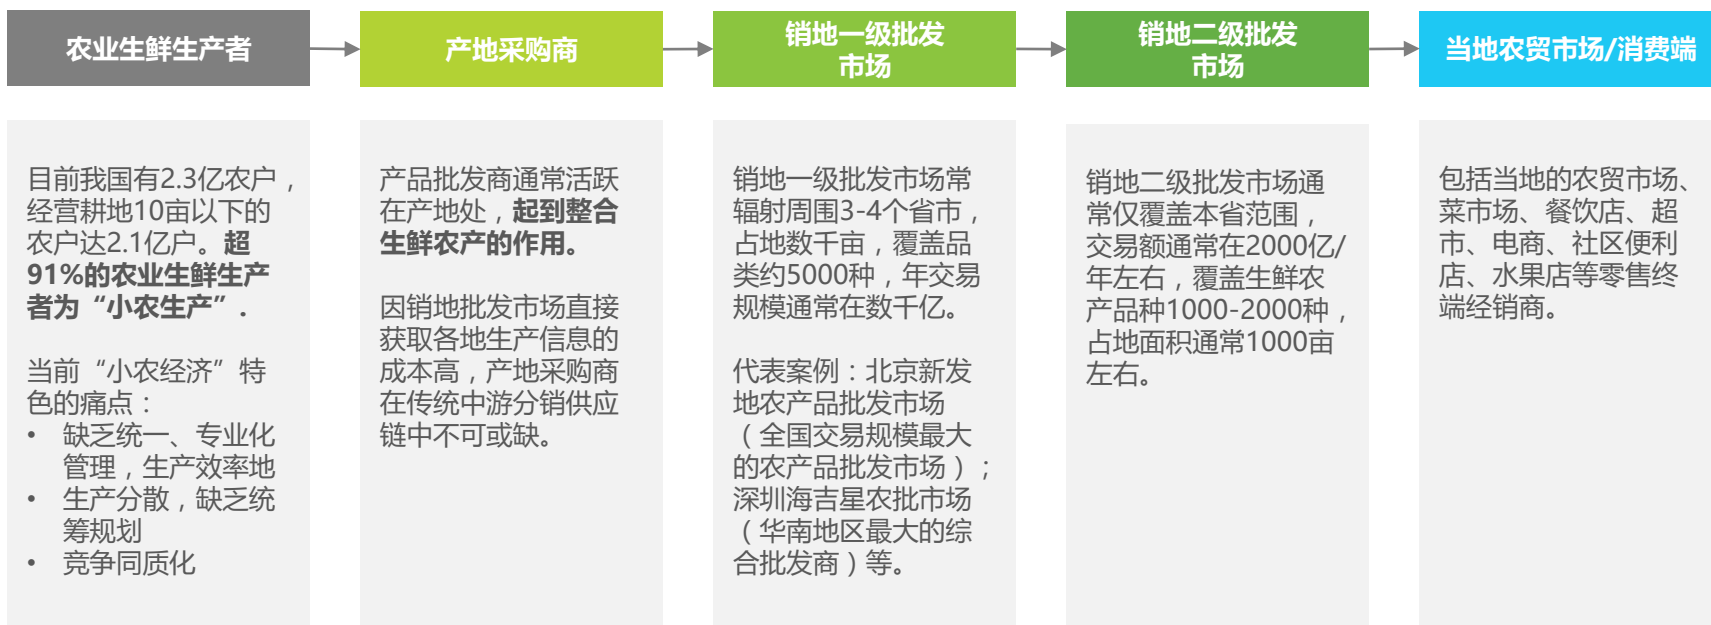 农业生鲜生产者
产地采购商
销地一级批发
市场
销地二级批发
市场
当地农贸市场/消费端
目前我国有2.3亿农户，
经营耕地10亩以下的
农户达2.1亿户。超
91%的农业生鲜生产
者为“小农生产”.
当前“小农经济”特
色的痛点：
• 缺乏统一、专业化
管理，生产效率地
• 生产分散，缺乏统
筹规划
• 竞争同质化
产品批发商通常活跃
在产地处，起到整合
生鲜农产的作用。
因销地批发市场直接
获取各地生产信息的
成本高，产地采购商
在传统中游分销供应
链中不可或缺。
销地一级批发市场常
辐射周围3-4个省市，
占地数千亩，覆盖品
类约5000种，年交易
规模通常在数千亿。
代表案例：北京新发
地农产品批发市场
（全国交易规模最大
的农产品批发市场）；
深圳海吉星农批市场
（华南地区最大的综
合批发商）等。
销地二级批发市场通
常仅覆盖本省范围，
交易额通常在2000亿/
年左右，覆盖生鲜农
产品种1000-2000种，
占地面积通常1000亩
左右。
包括当地的农贸市场、
菜市场、餐饮店、超
市、电商、社区便利
店、水果店等零售终
端经销商。